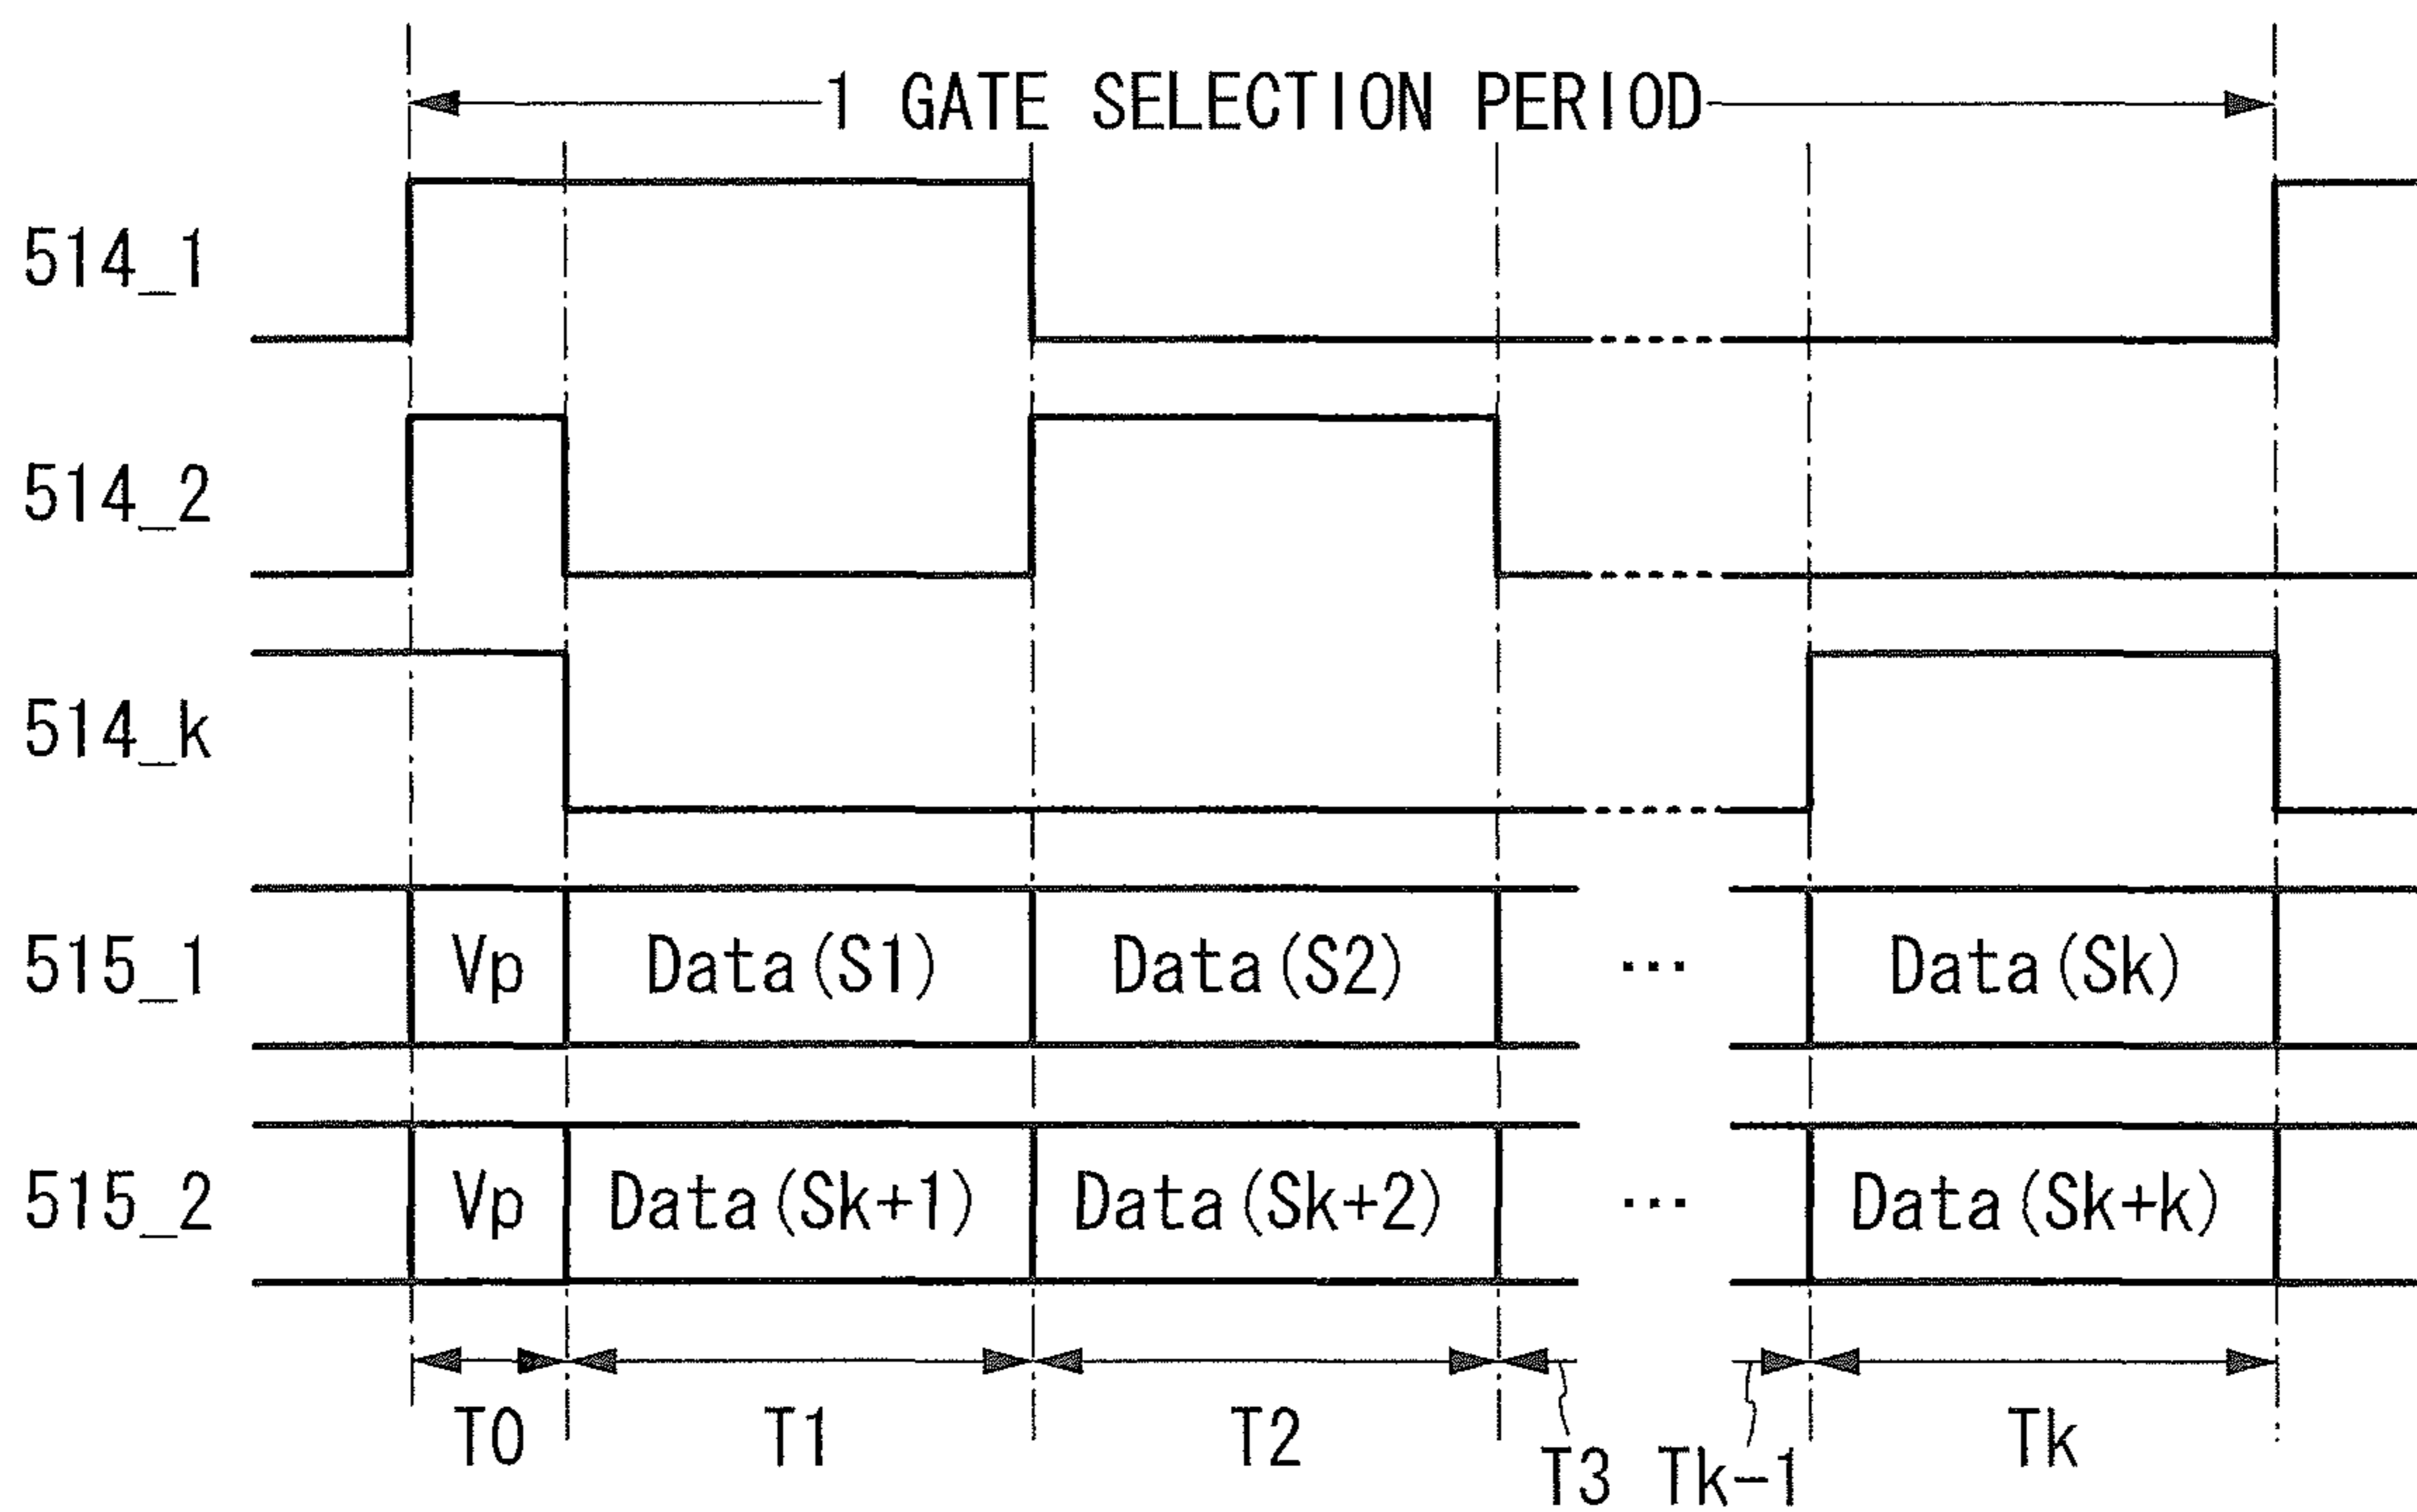 1 GATE SELECTION PERIOD
514_1
514_2
514_k
515_1 Vp Data(S1) Data(S2) ... Data(Sk)
515_2 Vp Data(Sk+1) Data(Sk+2) ... Data(Sk+k)
T0 T1 T2 T3 Tk-1 Tk